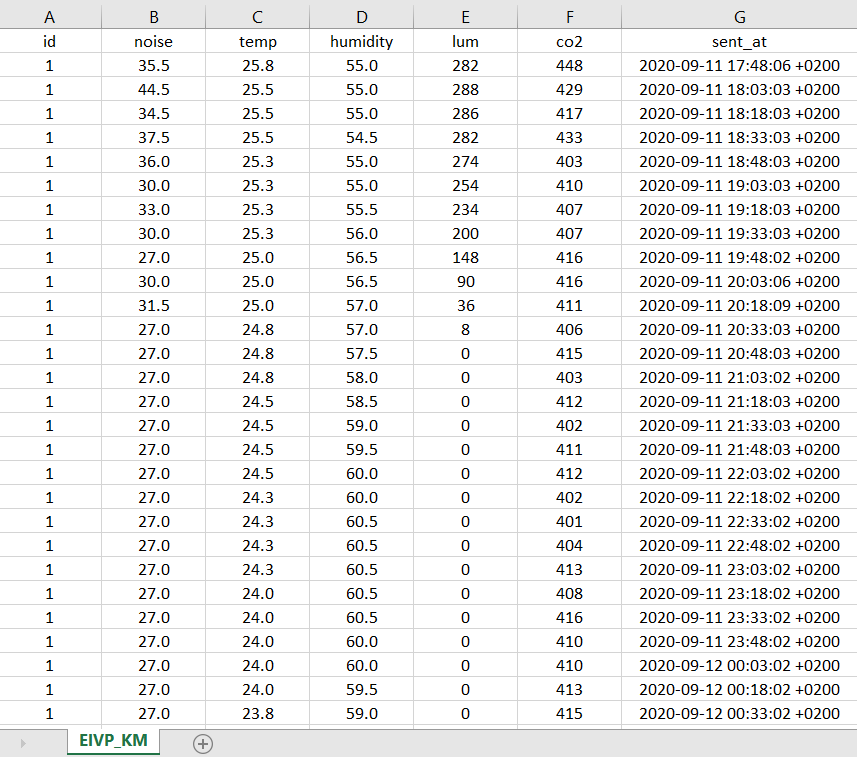 A B C D E F G
id noise temp humidity lum co2 sent_at
1 35.5 25.8 55.0 282 448 2020-09-11 17:48:06 +0200
1 44.5 25.5 55.0 288 429 2020-09-11 18:03:03 +0200
1 34.5 25.5 55.0 286 417 2020-09-11 18:18:03 +0200
1 37.5 25.5 54.5 282 433 2020-09-11 18:33:03 +0200
1 36.0 25.3 55.0 274 403 2020-09-11 18:48:03 +0200
1 30.0 25.3 55.0 254 410 2020-09-11 19:03:03 +0200
1 33.0 25.3 55.5 234 407 2020-09-11 19:18:03 +0200
1 30.0 25.3 56.0 200 407 2020-09-11 19:33:03 +0200
1 27.0 25.0 56.5 148 416 2020-09-11 19:48:02 +0200
1 30.0 25.0 56.5 90 416 2020-09-11 20:03:06 +0200
1 31.5 25.0 57.0 36 411 2020-09-11 20:18:09 +0200
1 27.0 24.8 57.0 8 406 2020-09-11 20:33:03 +0200
1 27.0 24.8 57.5 0 415 2020-09-11 20:48:03 +0200
1 27.0 24.8 58.0 0 403 2020-09-11 21:03:02 +0200
1 27.0 24.5 58.5 0 412 2020-09-11 21:18:03 +0200
1 27.0 24.5 59.0 0 402 2020-09-11 21:33:03 +0200
1 27.0 24.5 59.5 0 411 2020-09-11 21:48:03 +0200
1 27.0 24.5 60.0 0 412 2020-09-11 22:03:02 +0200
1 27.0 24.3 60.0 0 402 2020-09-11 22:18:02 +0200
1 27.0 24.3 60.5 0 401 2020-09-11 22:33:02 +0200
1 27.0 24.3 60.5 0 404 2020-09-11 22:48:02 +0200
1 27.0 24.3 60.5 0 413 2020-09-11 23:03:02 +0200
1 27.0 24.0 60.5 0 408 2020-09-11 23:18:02 +0200
1 27.0 24.0 60.5 0 416 2020-09-11 23:33:02 +0200
1 27.0 24.0 60.0 0 410 2020-09-11 23:48:02 +0200
1 27.0 24.0 60.0 0 410 2020-09-12 00:03:02 +0200
1 27.0 24.0 59.5 0 413 2020-09-12 00:18:02 +0200
1 27.0 23.8 59.0 0 415 2020-09-12 00:33:02 +0200
EIVP_KM